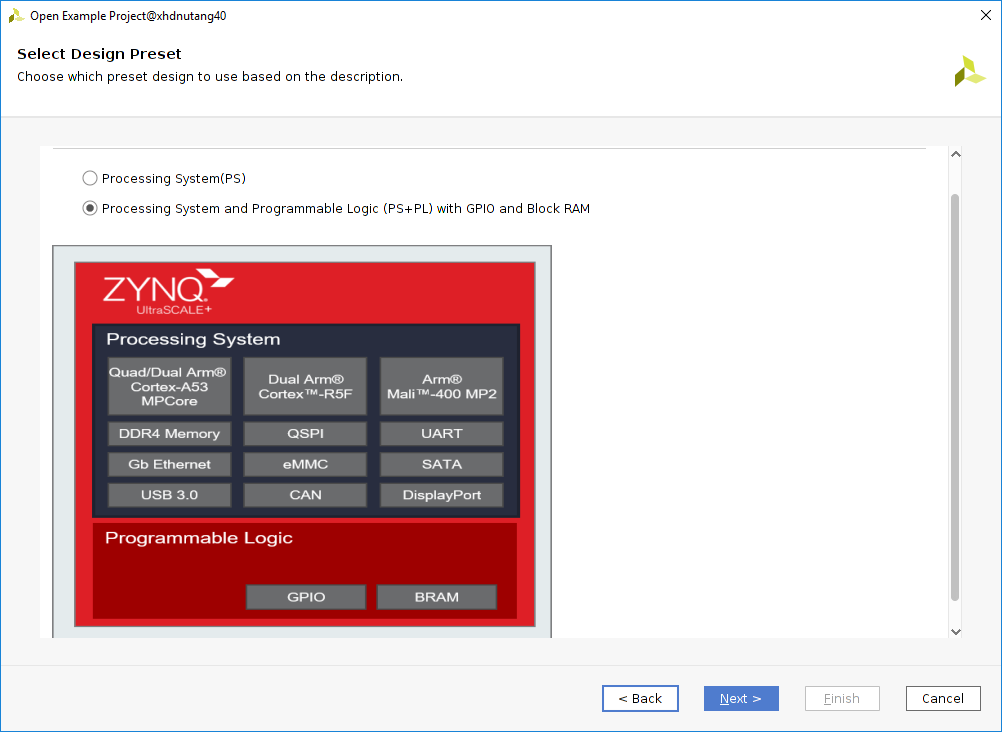 Open Example Project@xhdnutang40
Select Design Preset
Choose which preset design to use based on the description.
Processing System(PS)
Processing System and Programmable Logic (PS+PL) with GPIO and Block RAM
ZYNQ.
UltraSCALE+
Processing System
Quad/Dual Arm®
Cortex-A53
MPCore
Dual Arm®
Cortex™-R5F
Arm®
Mali™-400 MP2
DDR4 Memory
QSPI
UART
Gb Ethernet
eMMC
SATA
USB 3.0
CAN
DisplayPort
Programmable Logic
GPIO
BRAM
< Back
Next >
Finish
Cancel